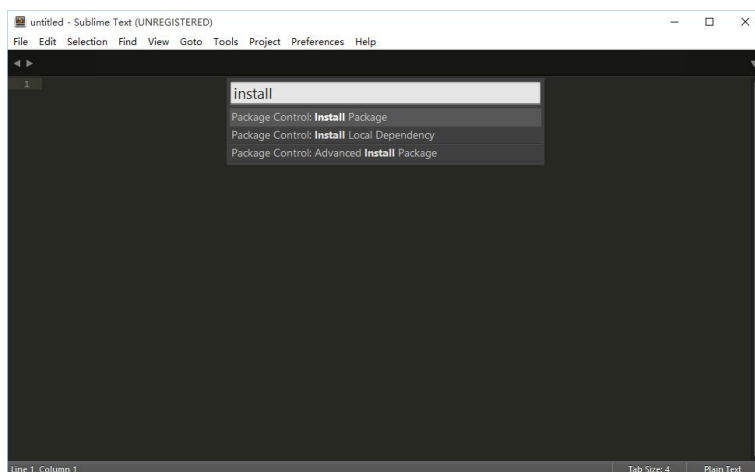 untitled - Sublime Text (UNREGISTERED)
File Edit Selection Find View Goto Tools Project Preferences Help
1
install
Package Control: Install Package
Package Control: Install Local Dependency
Package Control: Advanced Install Package
Line 1, Column 1 Tab Size: 4 Plain Text